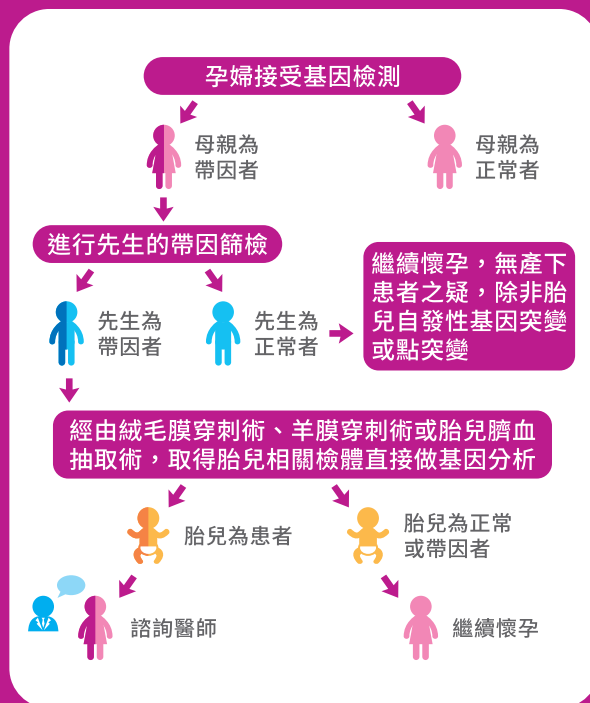 孕婦接受基因檢測
母親為
帶因者
母親為
正常者
進行先生的帶因篩檢
先生為
帶因者
先生為
正常者
繼續懷孕，無產下
患者之疑，除非胎
兒自發性基因突變
或點突變
經由絨毛膜穿刺術、羊膜穿刺術或胎兒臍血
抽取術，取得胎兒相關檢體直接做基因分析
胎兒為患者
胎兒為正常
或帶因者
諮詢醫師
繼續懷孕